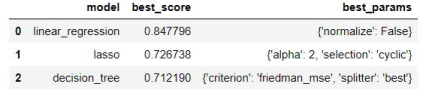 model best_score best_params
0 linear_regression 0.847796 {'normalize': False}
1 lasso 0.726738 {'alpha': 2, 'selection': 'cyclic'}
2 decision_tree 0.712190 {'criterion': 'friedman_mse', 'splitter': 'best'}